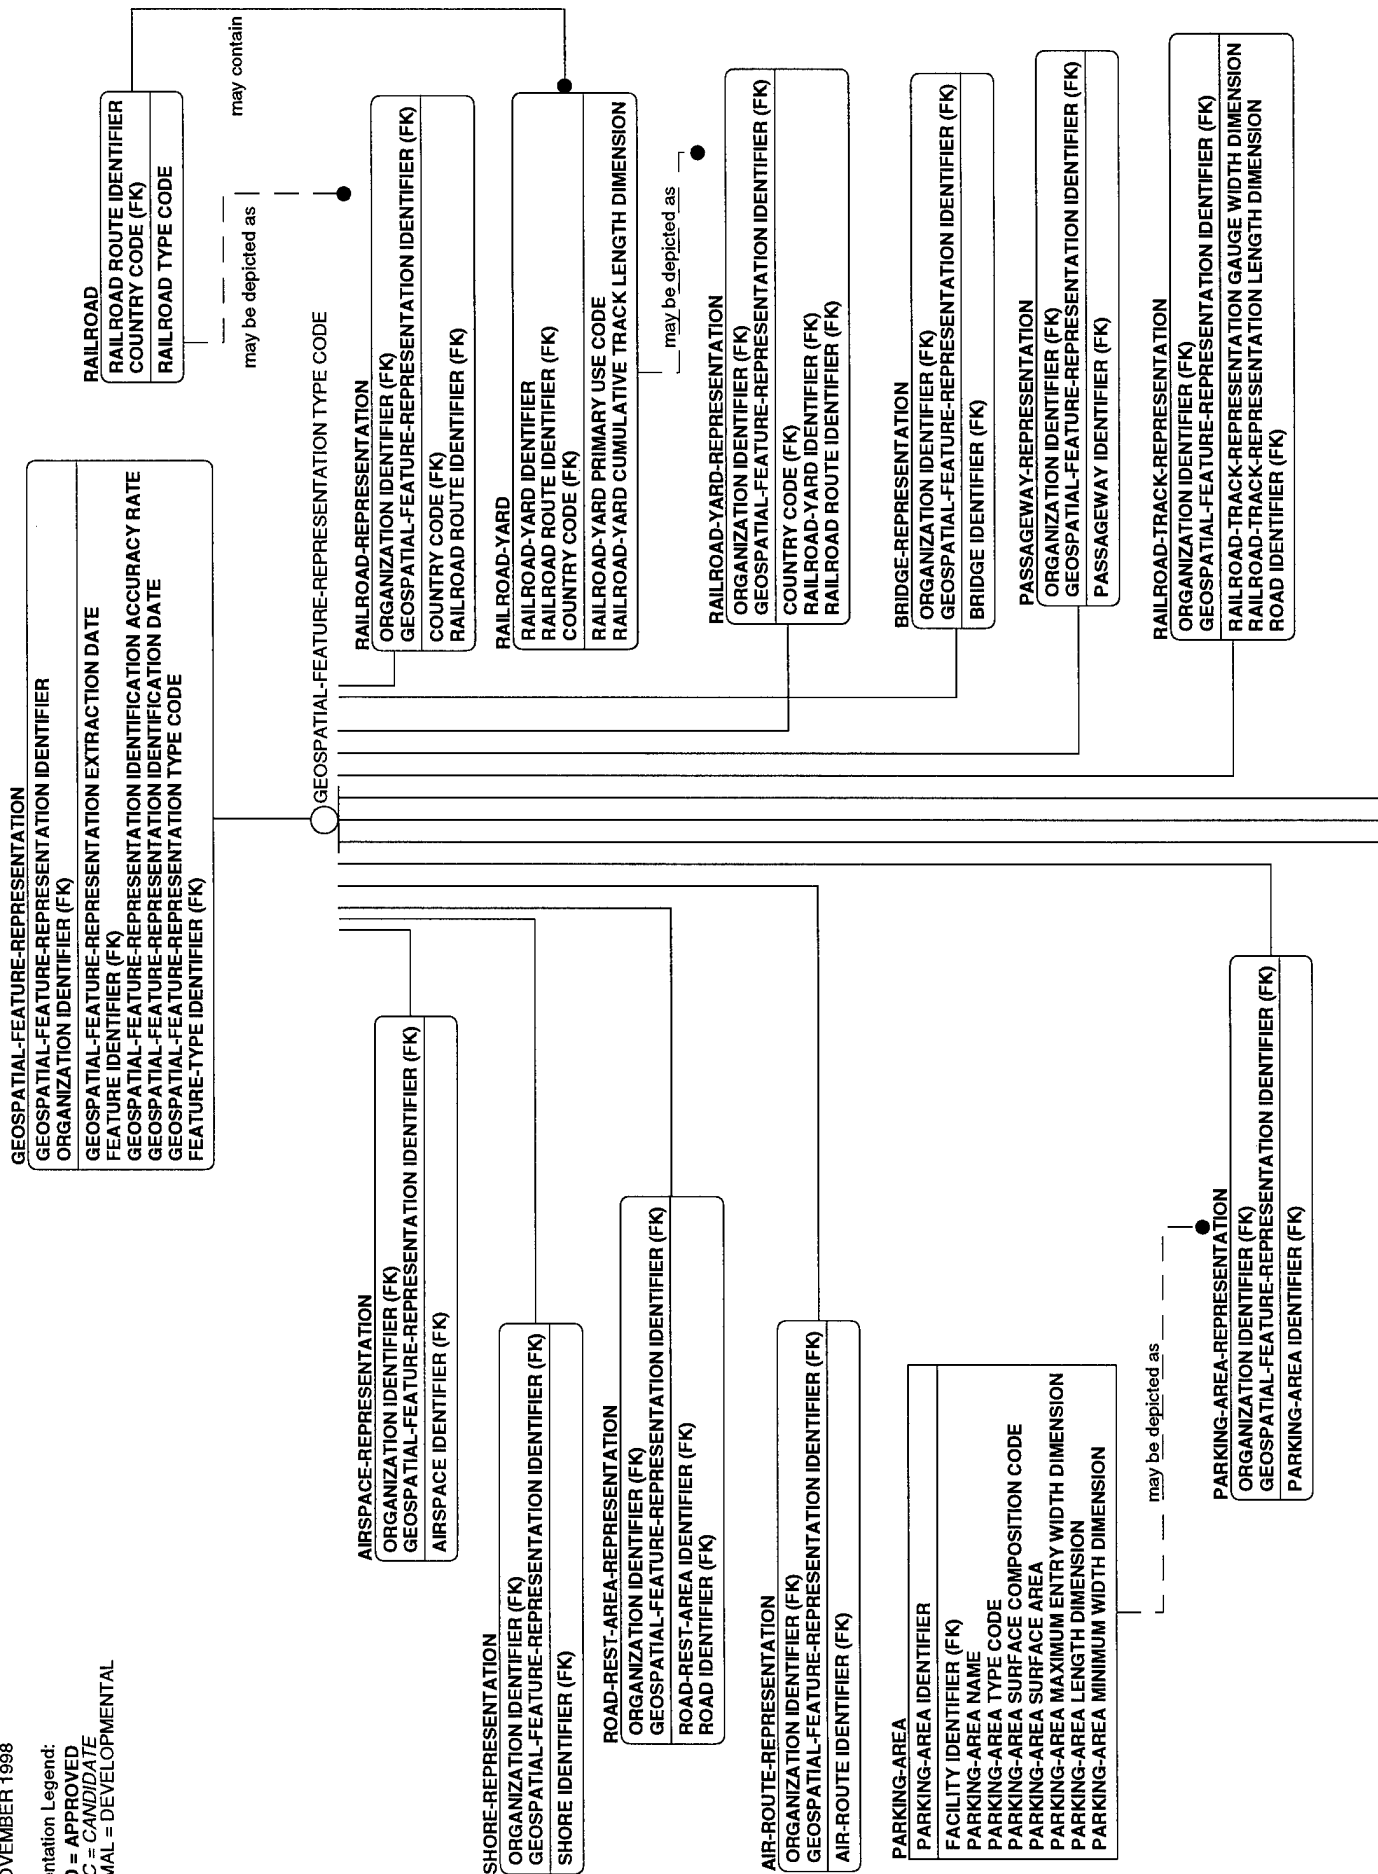 OVEMBER 1998
entation Legend:
D = APPROVED
C = CANDIDATE
MAL = DEVELOPMENTAL
GEOSPATIAL-FEATURE-REPRESENTATION
GEOSPATIAL-FEATURE-REPRESENTATION IDENTIFIER
ORGANIZATION IDENTIFIER (FK)
GEOSPATIAL-FEATURE-REPRESENTATION EXTRACTION DATE
FEATURE IDENTIFIER (FK)
GEOSPATIAL-FEATURE-REPRESENTATION IDENTIFICATION ACCURACY RATE
GEOSPATIAL-FEATURE-REPRESENTATION IDENTIFICATION DATE
GEOSPATIAL-FEATURE-REPRESENTATION TYPE CODE
FEATURE-TYPE IDENTIFIER (FK)
GEOSPATIAL-FEATURE-REPRESENTATION TYPE CODE
RAILROAD
RAILROAD ROUTE IDENTIFIER
COUNTRY CODE (FK)
RAILROAD TYPE CODE
may contain
may be depicted as
RAILROAD-REPRESENTATION
ORGANIZATION IDENTIFIER (FK)
GEOSPATIAL-FEATURE-REPRESENTATION IDENTIFIER (FK)
COUNTRY CODE (FK)
RAILROAD ROUTE IDENTIFIER (FK)
RAILROAD-YARD
RAILROAD-YARD IDENTIFIER
RAILROAD ROUTE IDENTIFIER (FK)
COUNTRY CODE (FK)
RAILROAD-YARD PRIMARY USE CODE
RAILROAD-YARD CUMULATIVE TRACK LENGTH DIMENSION
may be depicted as
RAILROAD-YARD-REPRESENTATION
ORGANIZATION IDENTIFIER (FK)
GEOSPATIAL-FEATURE-REPRESENTATION IDENTIFIER (FK)
COUNTRY CODE (FK)
RAILROAD-YARD IDENTIFIER (FK)
RAILROAD ROUTE IDENTIFIER (FK)
BRIDGE-REPRESENTATION
ORGANIZATION IDENTIFIER (FK)
GEOSPATIAL-FEATURE-REPRESENTATION IDENTIFIER (FK)
BRIDGE IDENTIFIER (FK)
PASSAGEWAY-REPRESENTATION
ORGANIZATION IDENTIFIER (FK)
GEOSPATIAL-FEATURE-REPRESENTATION IDENTIFIER (FK)
PASSAGEWAY IDENTIFIER (FK)
RAILROAD-TRACK-REPRESENTATION
ORGANIZATION IDENTIFIER (FK)
GEOSPATIAL-FEATURE-REPRESENTATION IDENTIFIER (FK)
RAILROAD-TRACK-REPRESENTATION GAUGE WIDTH DIMENSION
RAILROAD-TRACK-REPRESENTATION LENGTH DIMENSION
ROAD IDENTIFIER (FK)
AIRSPACE-REPRESENTATION
ORGANIZATION IDENTIFIER (FK)
GEOSPATIAL-FEATURE-REPRESENTATION IDENTIFIER (FK)
AIRSPACE IDENTIFIER (FK)
SHORE-REPRESENTATION
ORGANIZATION IDENTIFIER (FK)
GEOSPATIAL-FEATURE-REPRESENTATION IDENTIFIER (FK)
SHORE IDENTIFIER (FK)
ROAD-REST-AREA-REPRESENTATION
ORGANIZATION IDENTIFIER (FK)
GEOSPATIAL-FEATURE-REPRESENTATION IDENTIFIER (FK)
ROAD-REST-AREA IDENTIFIER (FK)
ROAD IDENTIFIER (FK)
AIR-ROUTE-REPRESENTATION
ORGANIZATION IDENTIFIER (FK)
GEOSPATIAL-FEATURE-REPRESENTATION IDENTIFIER (FK)
AIR-ROUTE IDENTIFIER (FK)
PARKING-AREA
PARKING-AREA IDENTIFIER
FACILITY IDENTIFIER (FK)
PARKING-AREA NAME
PARKING-AREA TYPE CODE
PARKING-AREA SURFACE COMPOSITION CODE
PARKING-AREA SURFACE AREA
PARKING-AREA MAXIMUM ENTRY WIDTH DIMENSION
PARKING-AREA LENGTH DIMENSION
PARKING-AREA MINIMUM WIDTH DIMENSION
may be depicted as
PARKING-AREA-REPRESENTATION
ORGANIZATION IDENTIFIER (FK)
GEOSPATIAL-FEATURE-REPRESENTATION IDENTIFIER (FK)
PARKING-AREA IDENTIFIER (FK)